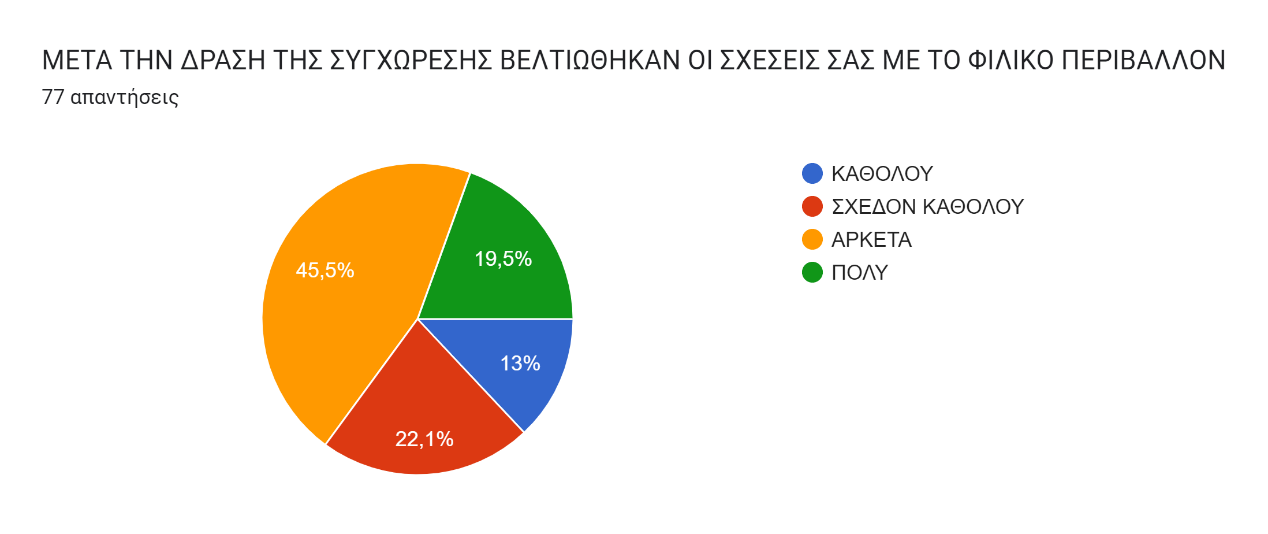 ΜΕΤΑ ΤΗΝ ΔΡΑΣΗ ΤΗΣ ΣΥΓΧΩΡΕΣΗΣ ΒΕΛΤΙΩΘΗΚΑΝ ΟΙ ΣΧΕΣΕΙΣ ΣΑΣ ΜΕ ΤΟ ΦΙΛΙΚΟ ΠΕΡΙΒΑΛΛΟΝ
77 απαντήσεις
ΚΑΘΟΛΟΥ
ΣΧΕΔΟΝ ΚΑΘΟΛΟΥ
ΑΡΚΕΤΑ
ΠΟΛΥ
19,5%
45,5%
13%
22,1%